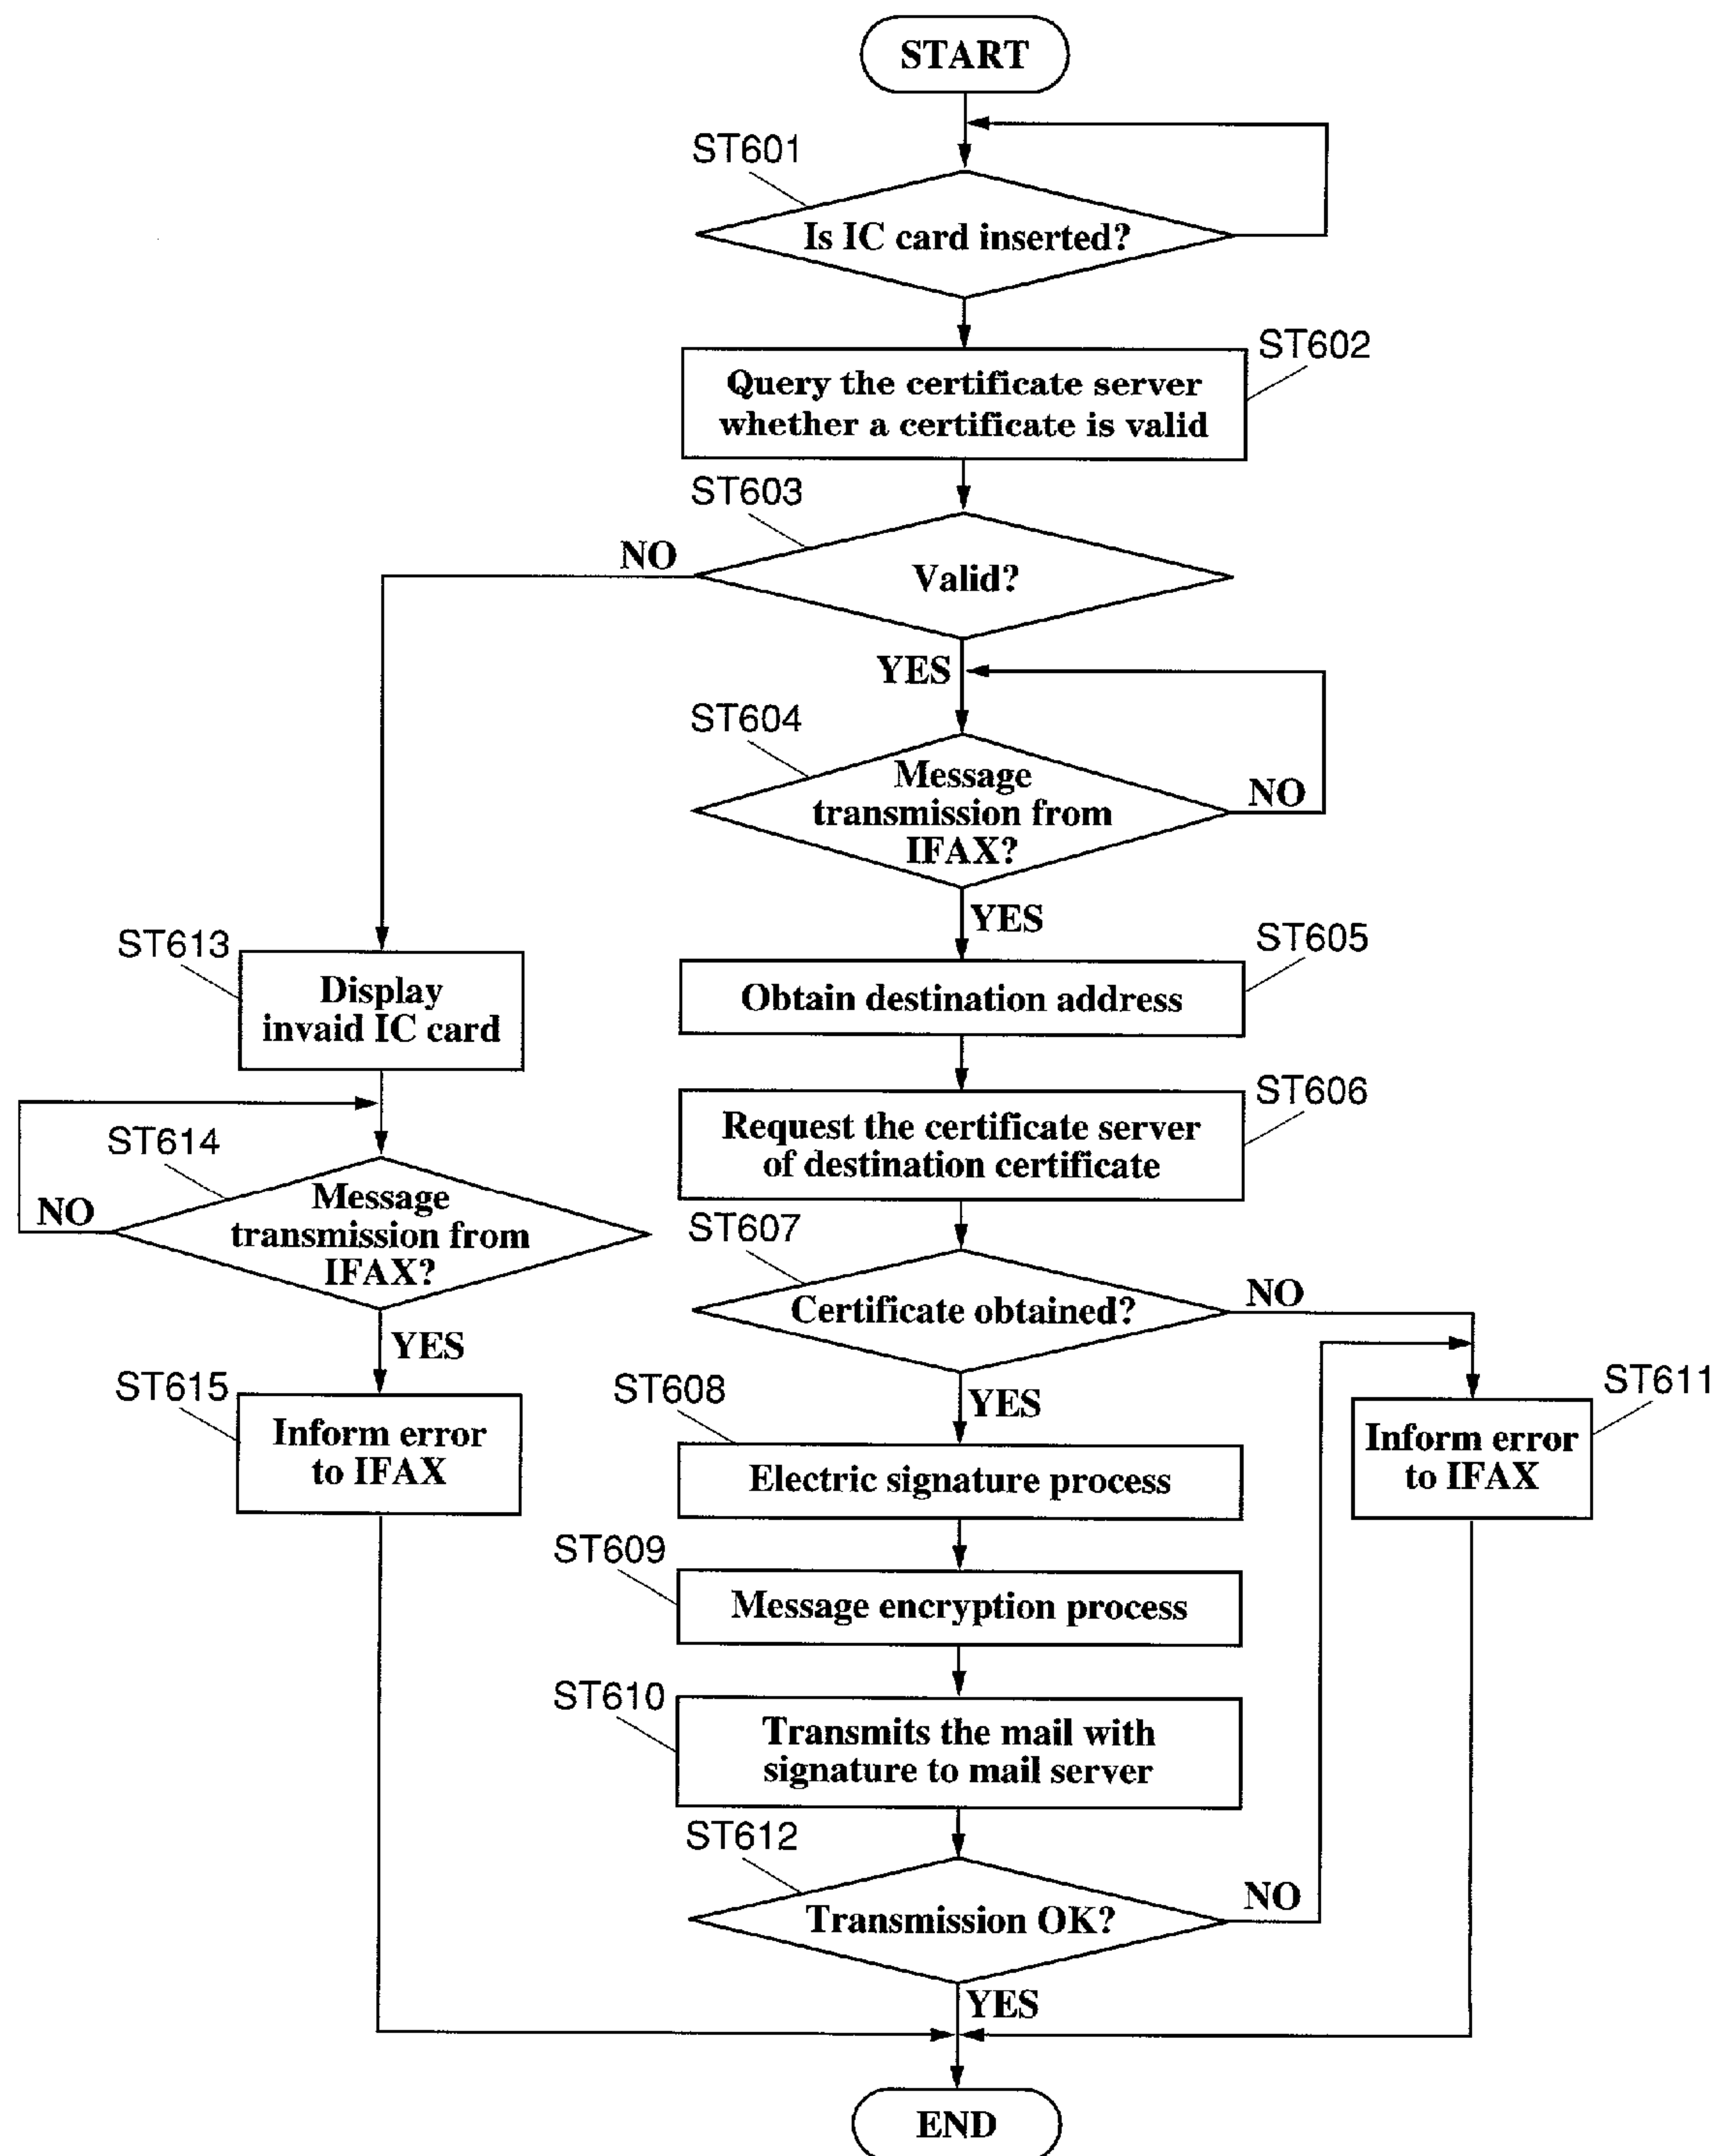 START
ST601
Is IC card inserted?
ST602
Query the certificate server
whether a certificate is valid
ST603
NO
Valid?
YES
ST604
Message
transmission from
IFAX?
NO
YES
ST613
Display
invaid IC card
ST605
Obtain destination address
ST606
Request the certificate server
of destination certificate
ST614
NO
Message
transmission from
IFAX?
YES
ST607
Certificate obtained?
NO
YES
ST615
Inform error
to IFAX
ST608
Electric signature process
ST611
Inform error
to IFAX
ST609
Message encryption process
ST610
Transmits the mail with
signature to mail server
ST612
Transmission OK?
NO
YES
END